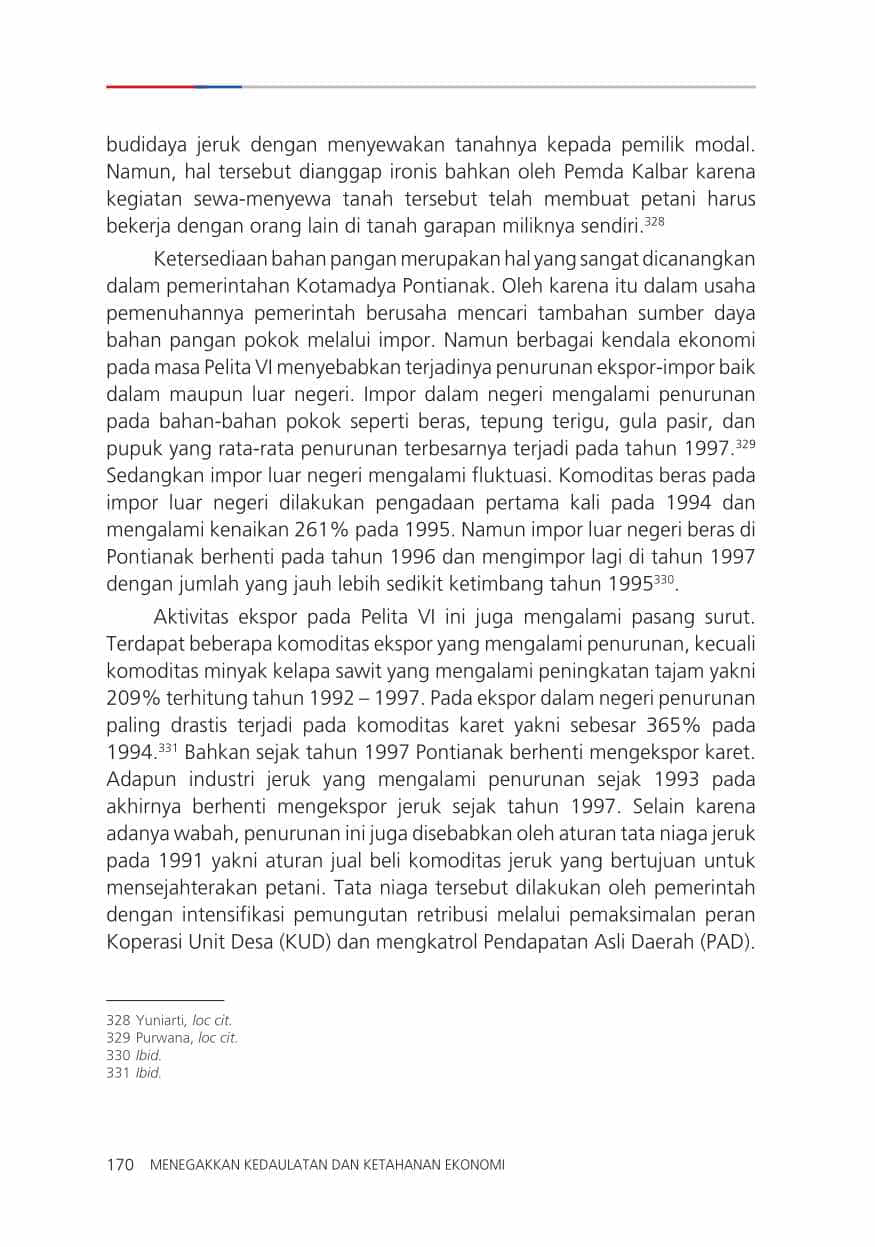 budidaya jeruk dengan menyewakan tanahnya kepada pemilik modal.
Namun, hal tersebut dianggap ironis bahkan oleh Pemda Kalbar karena
kegiatan sewa-menyewa tanah tersebut telah membuat petani harus
bekerja dengan orang lain di tanah garapan miliknya sendiri.328
Ketersediaan bahan pangan merupakan hal yang sangat dicanangkan
dalam pemerintahan Kotamadya Pontianak. Oleh karena itu dalam usaha
pemenuhannya pemerintah berusaha mencari tambahan sumber daya
bahan pangan pokok melalui impor. Namun berbagai kendala ekonomi
pada masa Pelita VI menyebabkan terjadinya penurunan ekspor-impor baik
dalam maupun luar negeri. Impor dalam negeri mengalami penurunan
pada bahan-bahan pokok seperti beras, tepung terigu, gula pasir, dan
pupuk yang rata-rata penurunan terbesarnya terjadi pada tahun 1997.329
Sedangkan impor luar negeri mengalami fluktuasi. Komoditas beras pada
impor luar negeri dilakukan pengadaan pertama kali pada 1994 dan
mengalami kenaikan 261% pada 1995. Namun impor luar negeri beras di
Pontianak berhenti pada tahun 1996 dan mengimpor lagi di tahun 1997
dengan jumlah yang jauh lebih sedikit ketimbang tahun 1995330.
Aktivitas ekspor pada Pelita VI ini juga mengalami pasang surut.
Terdapat beberapa komoditas ekspor yang mengalami penurunan, kecuali
komoditas minyak kelapa sawit yang mengalami peningkatan tajam yakni
209% terhitung tahun 1992 – 1997. Pada ekspor dalam negeri penurunan
paling drastis terjadi pada komoditas karet yakni sebesar 365% pada
1994.331 Bahkan sejak tahun 1997 Pontianak berhenti mengekspor karet.
Adapun industri jeruk yang mengalami penurunan sejak 1993 pada
akhirnya berhenti mengekspor jeruk sejak tahun 1997. Selain karena
adanya wabah, penurunan ini juga disebabkan oleh aturan tata niaga jeruk
pada 1991 yakni aturan jual beli komoditas jeruk yang bertujuan untuk
mensejahterakan petani. Tata niaga tersebut dilakukan oleh pemerintah
dengan intensifikasi pemungutan retribusi melalui pemaksimalan peran
Koperasi Unit Desa (KUD) dan mengkatrol Pendapatan Asli Daerah (PAD).
328 Yuniarti, loc cit.
329 Purwana, loc cit.
330 Ibid.
331 Ibid.
170 MENEGAKKAN KEDAULATAN DAN KETAHANAN EKONOMI